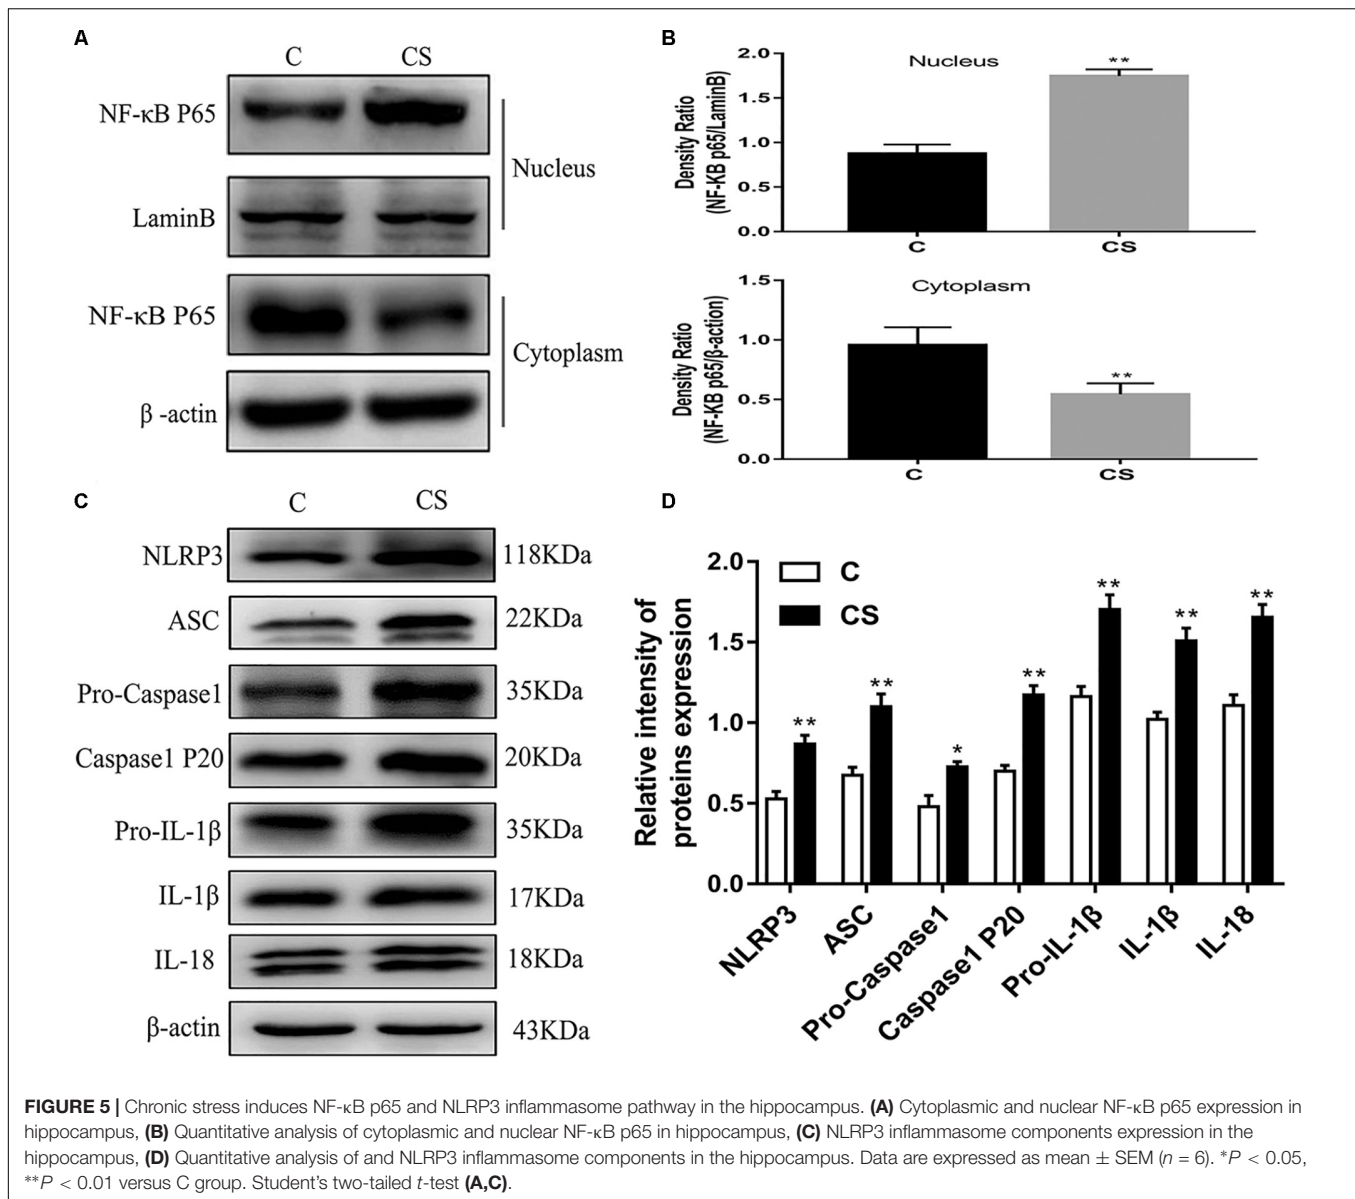 A
C CS
NF-κB P65
LaminB
Nucleus
NF-κB P65
β -actin
Cytoplasm
B
Nucleus
**
2.0
1.5
1.0
0.5
0.0
Density Ratio
(NF-KB p65/LaminB)
C CS
Cytoplasm
**
1.5
1.0
0.5
0.0
Density Ratio
(NF-KB p65/β-action)
C CS
C
C CS
NLRP3 118KDa
ASC 22KDa
Pro-Caspase1 35KDa
Caspase1 P20 20KDa
Pro-IL-1β 35KDa
IL-1β 17KDa
IL-18 18KDa
β-actin 43KDa
D
C
CS
2.0
1.5
1.0
0.5
0.0
Relative intensity of
proteins expression
** ** * ** ** ** **
NLRP3 ASC Pro-Caspase1 Caspase1 P20 Pro-IL-1β IL-1β IL-18
FIGURE 5 | Chronic stress induces NF-κB p65 and NLRP3 inflammasome pathway in the hippocampus. (A) Cytoplasmic and nuclear NF-κB p65 expression in
hippocampus, (B) Quantitative analysis of cytoplasmic and nuclear NF-κB p65 in hippocampus, (C) NLRP3 inflammasome components expression in the
hippocampus, (D) Quantitative analysis of and NLRP3 inflammasome components in the hippocampus. Data are expressed as mean ± SEM (n = 6). *P < 0.05,
**P < 0.01 versus C group. Student's two-tailed t-test (A,C).